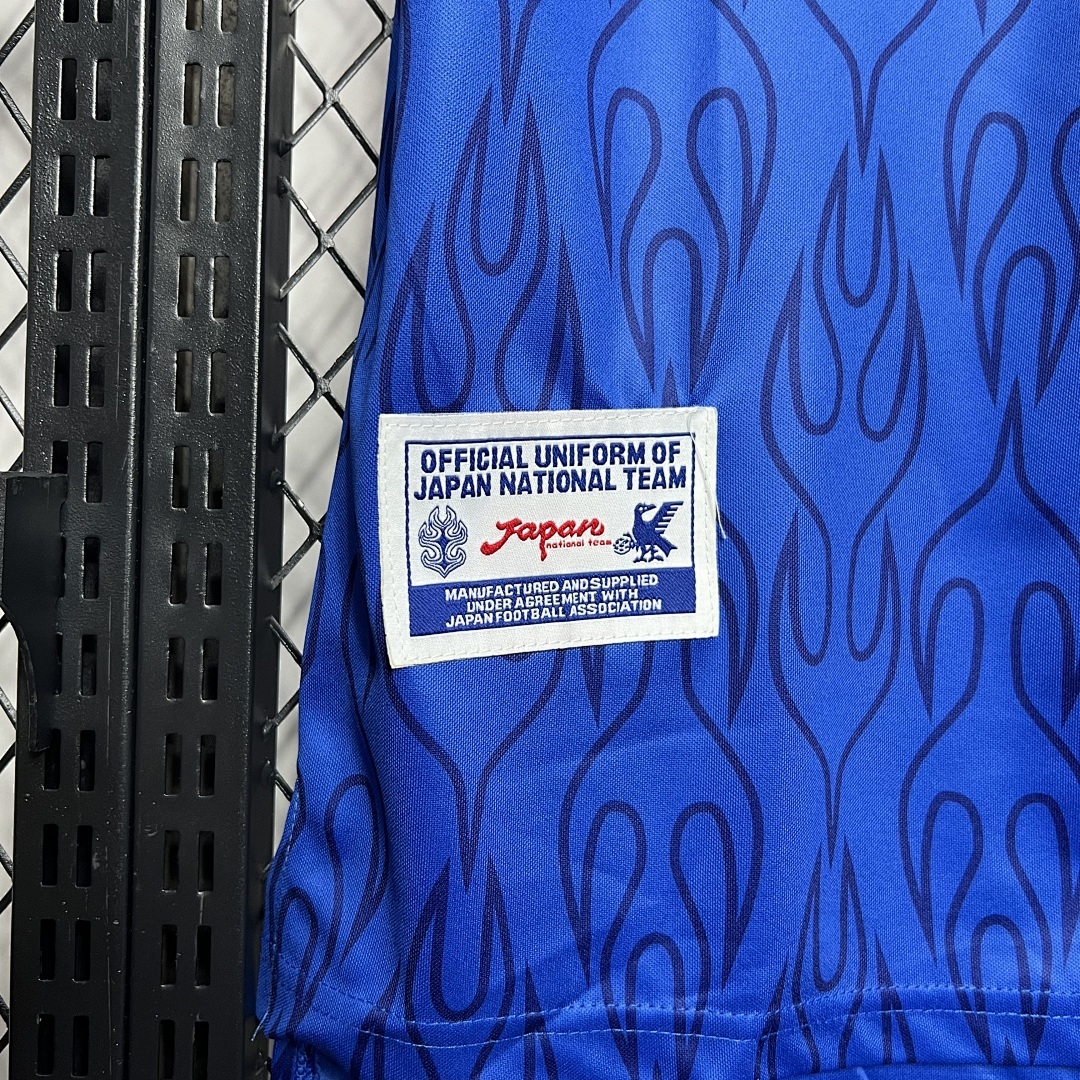 OFFICIAL UNIFORM OF
JAPAN NATIONAL TEAM
Japan
national team
MANUFACTURED AND SUPPLIED
UNDER AGREEMENT WITH
JAPAN FOOTBALL ASSOCIATION